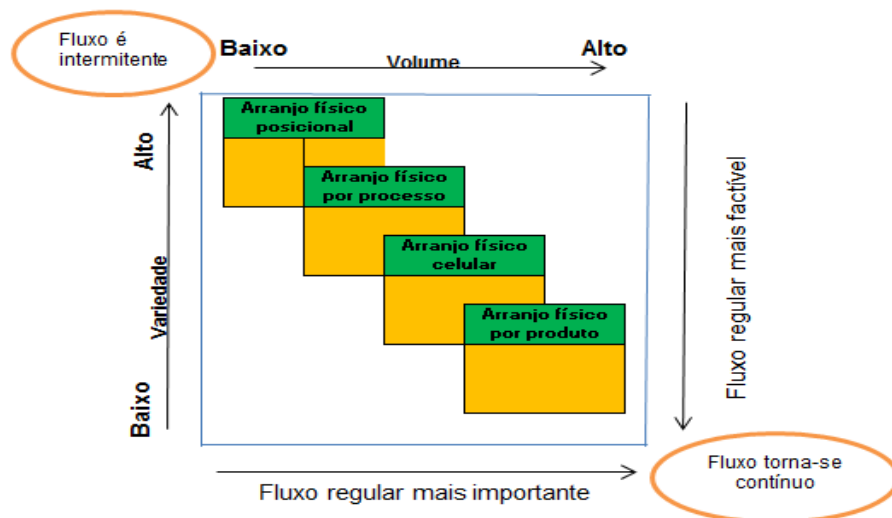 Fluxo é
intermitente
Baixo
Alto
Volume
Arranjo físico
posicional
Arranjo físico
por processo
Arranjo físico
celular
Arranjo físico
por produto
Alto
Variedade
Baixo
Fluxo regular mais factível
Fluxo regular mais importante
Fluxo torna-se
contínuo